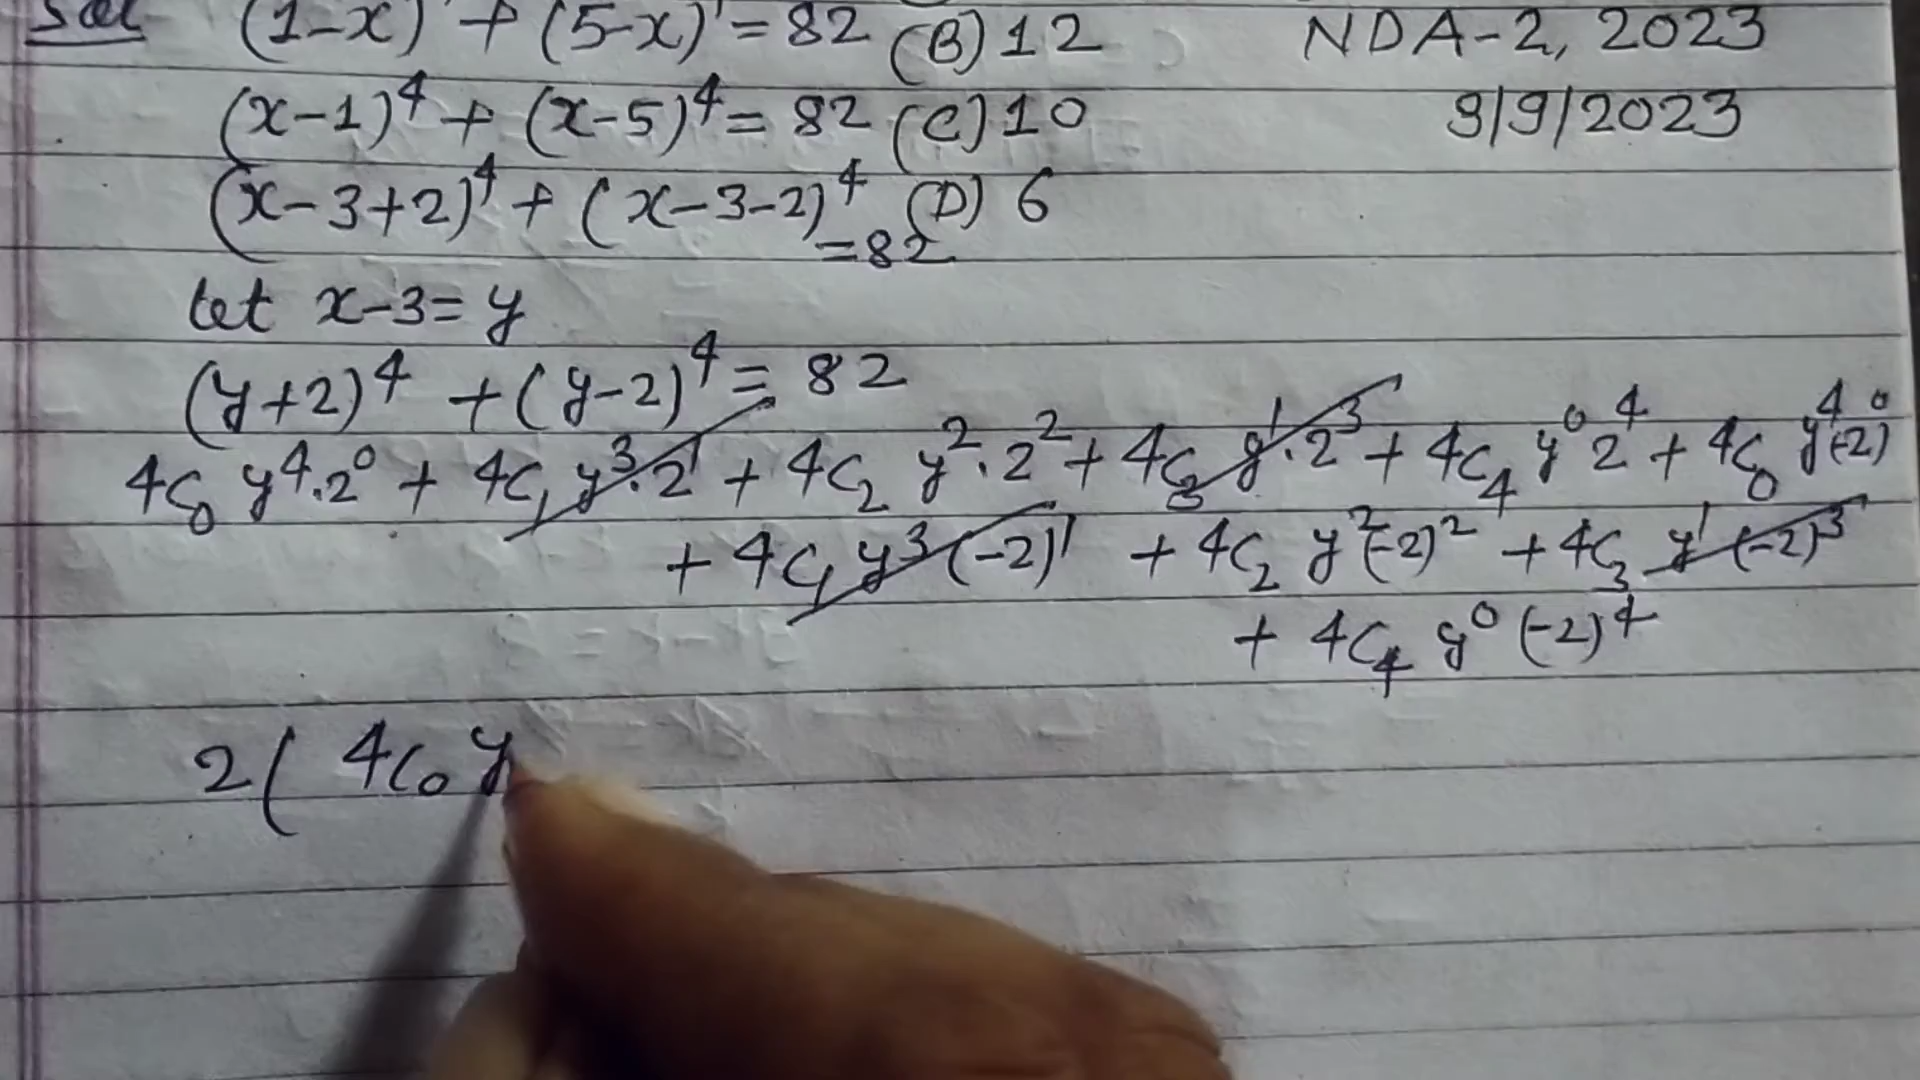 Sol (1-x)' + (5-x)' = 82 (B) 12 NDA-2, 2023
(x-1)⁴ + (x-5)⁴ = 82 (C) 10 9/9/2023
(x-3+2)⁴ + (x-3-2)⁴ (D) 6
=82
let x-3 = y
(y+2)⁴ + (y-2)⁴ = 82
4C₀ y⁴.2⁰ + 4C₁ y³.2¹ + 4C₂ y².2² + 4C₃ y¹.2³ + 4C₄ y⁰ 2⁴ + 4C₀ y⁴(-2)⁰
+ 4C₁ y³ (-2)¹ + 4C₂ y² (-2)² + 4C₃ y¹ (-2)³
+ 4C₄ y⁰ (-2)⁴
2( 4C₀ y